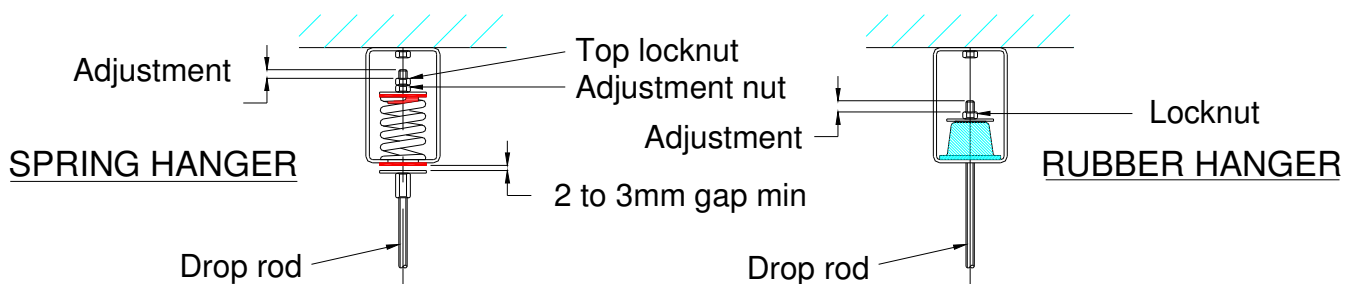 Adjustment
Top locknut
Adjustment nut
SPRING HANGER
2 to 3mm gap min
Drop rod
Adjustment
Locknut
RUBBER HANGER
Drop rod